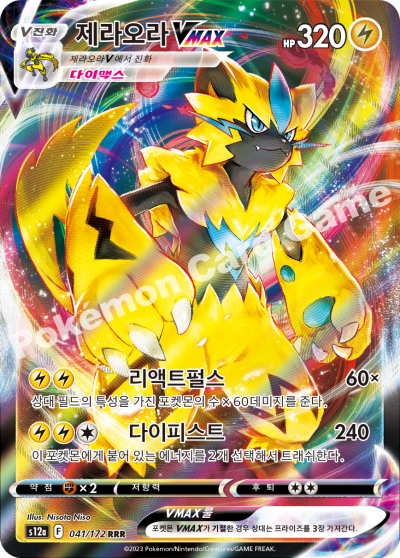 V진화
제라오라 VMAX
HP 320
제라오라V에서 진화
다이맥스
Pokémon Card Game
리액트펄스 60×
상대 필드의 특성을 가진 포켓몬의 수×60데미지를 준다.
다이피스트 240
이 포켓몬에게 붙어 있는 에너지를 2개 선택해서 트래쉬한다.
약점 ×2 저항력 후퇴
Illus. Nisota Niso
s12a F 041/172 RRR
VMAX룰
포켓몬VMAX가 기절한 경우 상대는 프라이즈를 3장 가져간다.
©2023 Pokémon/Nintendo/Creatures/GAME FREAK.